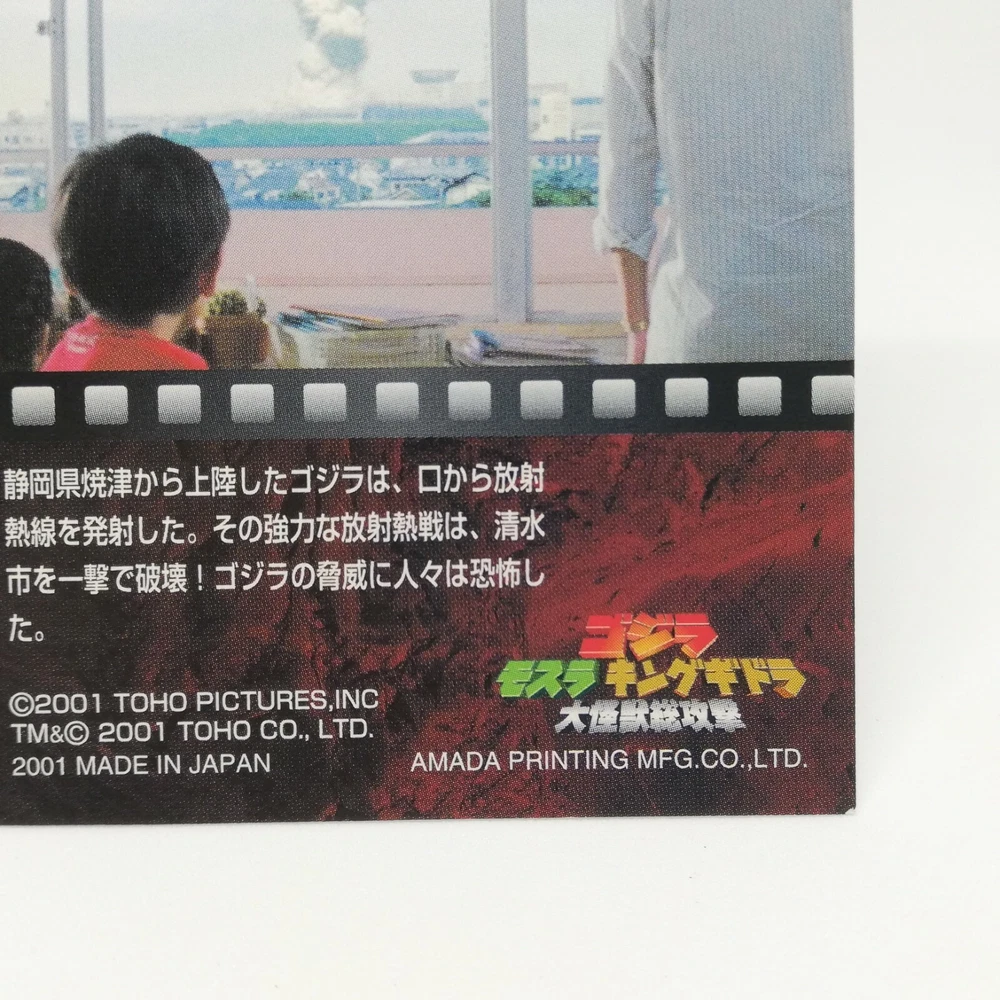 静岡県焼津から上陸したゴジラは、口から放射
熱線を発射した。その強力な放射熱戦は、清水
市を一撃で破壊！ゴジラの脅威に人々は恐怖し
た。
ゴジラ
モスラ キングギドラ
大怪獣総攻撃
©2001 TOHO PICTURES,INC
TM&© 2001 TOHO CO., LTD.
2001 MADE IN JAPAN
AMADA PRINTING MFG.CO.,LTD.